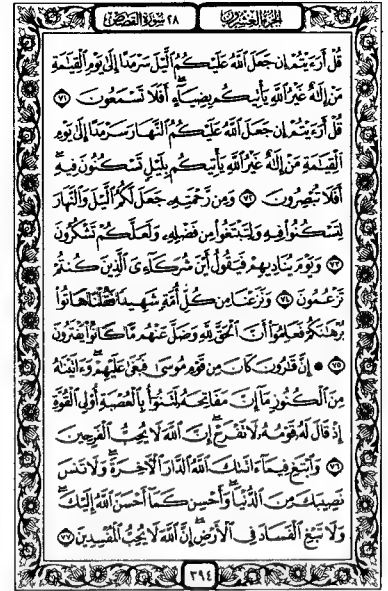 الجزء العشرون ٢٨ سورة القصص
قُلْ أَرَءَيْتُمْ إِن جَعَلَ ٱللَّهُ عَلَيْكُمُ ٱلَّيْلَ سَرْمَدًا إِلَىٰ يَوْمِ ٱلْقِيَٰمَةِ
مَنْ إِلَٰهٌ غَيْرُ ٱللَّهِ يَأْتِيكُم بِضِيَآءٍ أَفَلَا تَسْمَعُونَ ٧١
قُلْ أَرَءَيْتُمْ إِن جَعَلَ ٱللَّهُ عَلَيْكُمُ ٱلنَّهَارَ سَرْمَدًا إِلَىٰ يَوْمِ
ٱلْقِيَٰمَةِ مَنْ إِلَٰهٌ غَيْرُ ٱللَّهِ يَأْتِيكُم بِلَيْلٍ تَسْكُنُونَ فِيهِ
أَفَلَا تُبْصِرُونَ ٧٢ وَمِن رَّحْمَتِهِۦ جَعَلَ لَكُمُ ٱلَّيْلَ وَٱلنَّهَارَ
لِتَسْكُنُوا۟ فِيهِ وَلِتَبْتَغُوا۟ مِن فَضْلِهِۦ وَلَعَلَّكُمْ تَشْكُرُونَ
٧٣ وَيَوْمَ يُنَادِيهِمْ فَيَقُولُ أَيْنَ شُرَكَآءِىَ ٱلَّذِينَ كُنتُمْ
تَزْعُمُونَ ٧٤ وَنَزَعْنَا مِن كُلِّ أُمَّةٍ شَهِيدًا فَقُلْنَا هَاتُوا۟
بُرْهَٰنَكُمْ فَعَلِمُوٓا۟ أَنَّ ٱلْحَقَّ لِلَّهِ وَضَلَّ عَنْهُم مَّا كَانُوا۟ يَفْتَرُونَ
٧٥ ۞ إِنَّ قَٰرُونَ كَانَ مِن قَوْمِ مُوسَىٰ فَبَغَىٰ عَلَيْهِمْ وَءَاتَيْنَٰهُ
مِنَ ٱلْكُنُوزِ مَآ إِنَّ مَفَاتِحَهُۥ لَتَنُوٓأُ بِٱلْعُصْبَةِ أُو۟لِى ٱلْقُوَّةِ
إِذْ قَالَ لَهُۥ قَوْمُهُۥ لَا تَفْرَحْ إِنَّ ٱللَّهَ لَا يُحِبُّ ٱلْفَرِحِينَ
٧٦ وَٱبْتَغِ فِيمَآ ءَاتَىٰكَ ٱللَّهُ ٱلدَّارَ ٱلْءَاخِرَةَ وَلَا تَنسَ
نَصِيبَكَ مِنَ ٱلدُّنْيَا وَأَحْسِن كَمَآ أَحْسَنَ ٱللَّهُ إِلَيْكَ
وَلَا تَبْغِ ٱلْفَسَادَ فِى ٱلْأَرْضِ إِنَّ ٱللَّهَ لَا يُحِبُّ ٱلْمُفْسِدِينَ ٧٧
٣٩٤